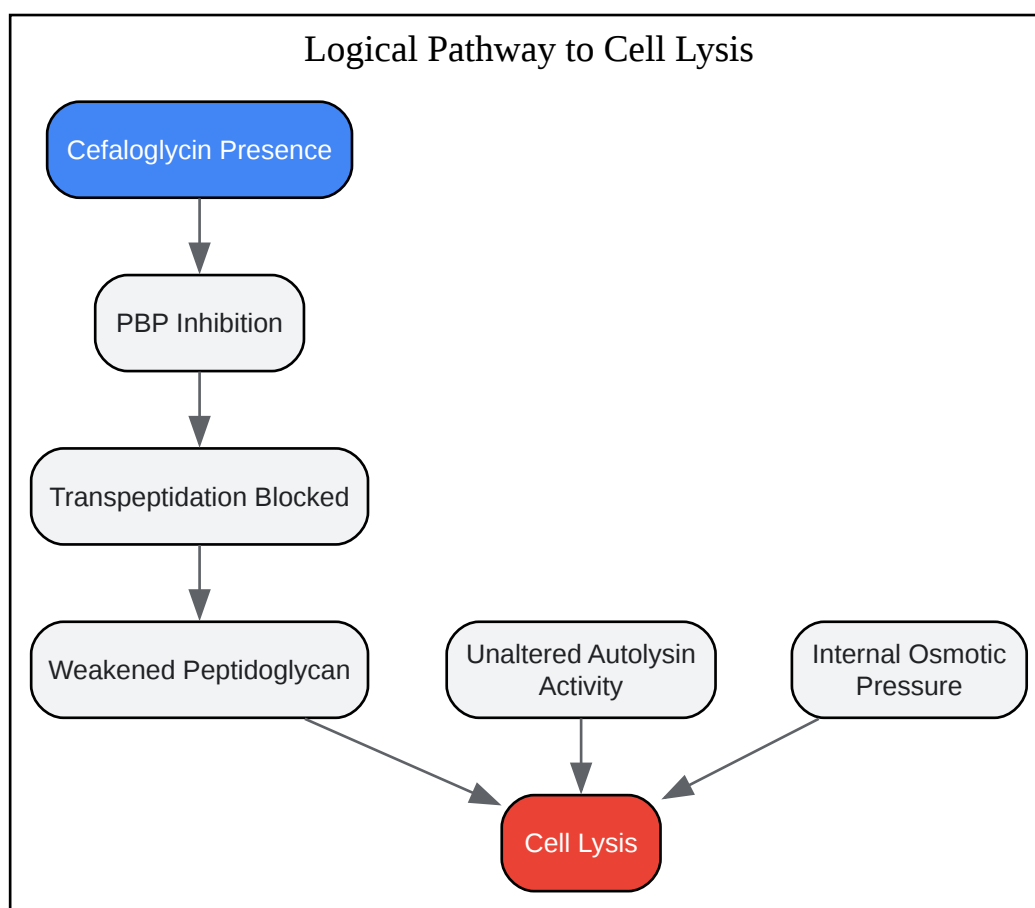 Logical Pathway to Cell Lysis
Cefaloglycin Presence
PBP Inhibition
Transpeptidation Blocked
Weakened Peptidoglycan
Unaltered Autolysin
Activity
Internal Osmotic
Pressure
Cell Lysis